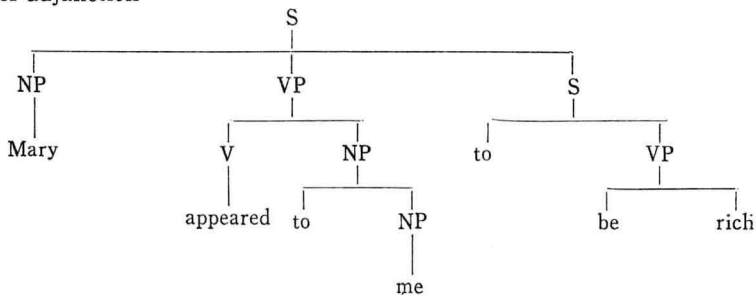 S
NP VP S
Mary V NP to VP
appeared to NP be rich
me